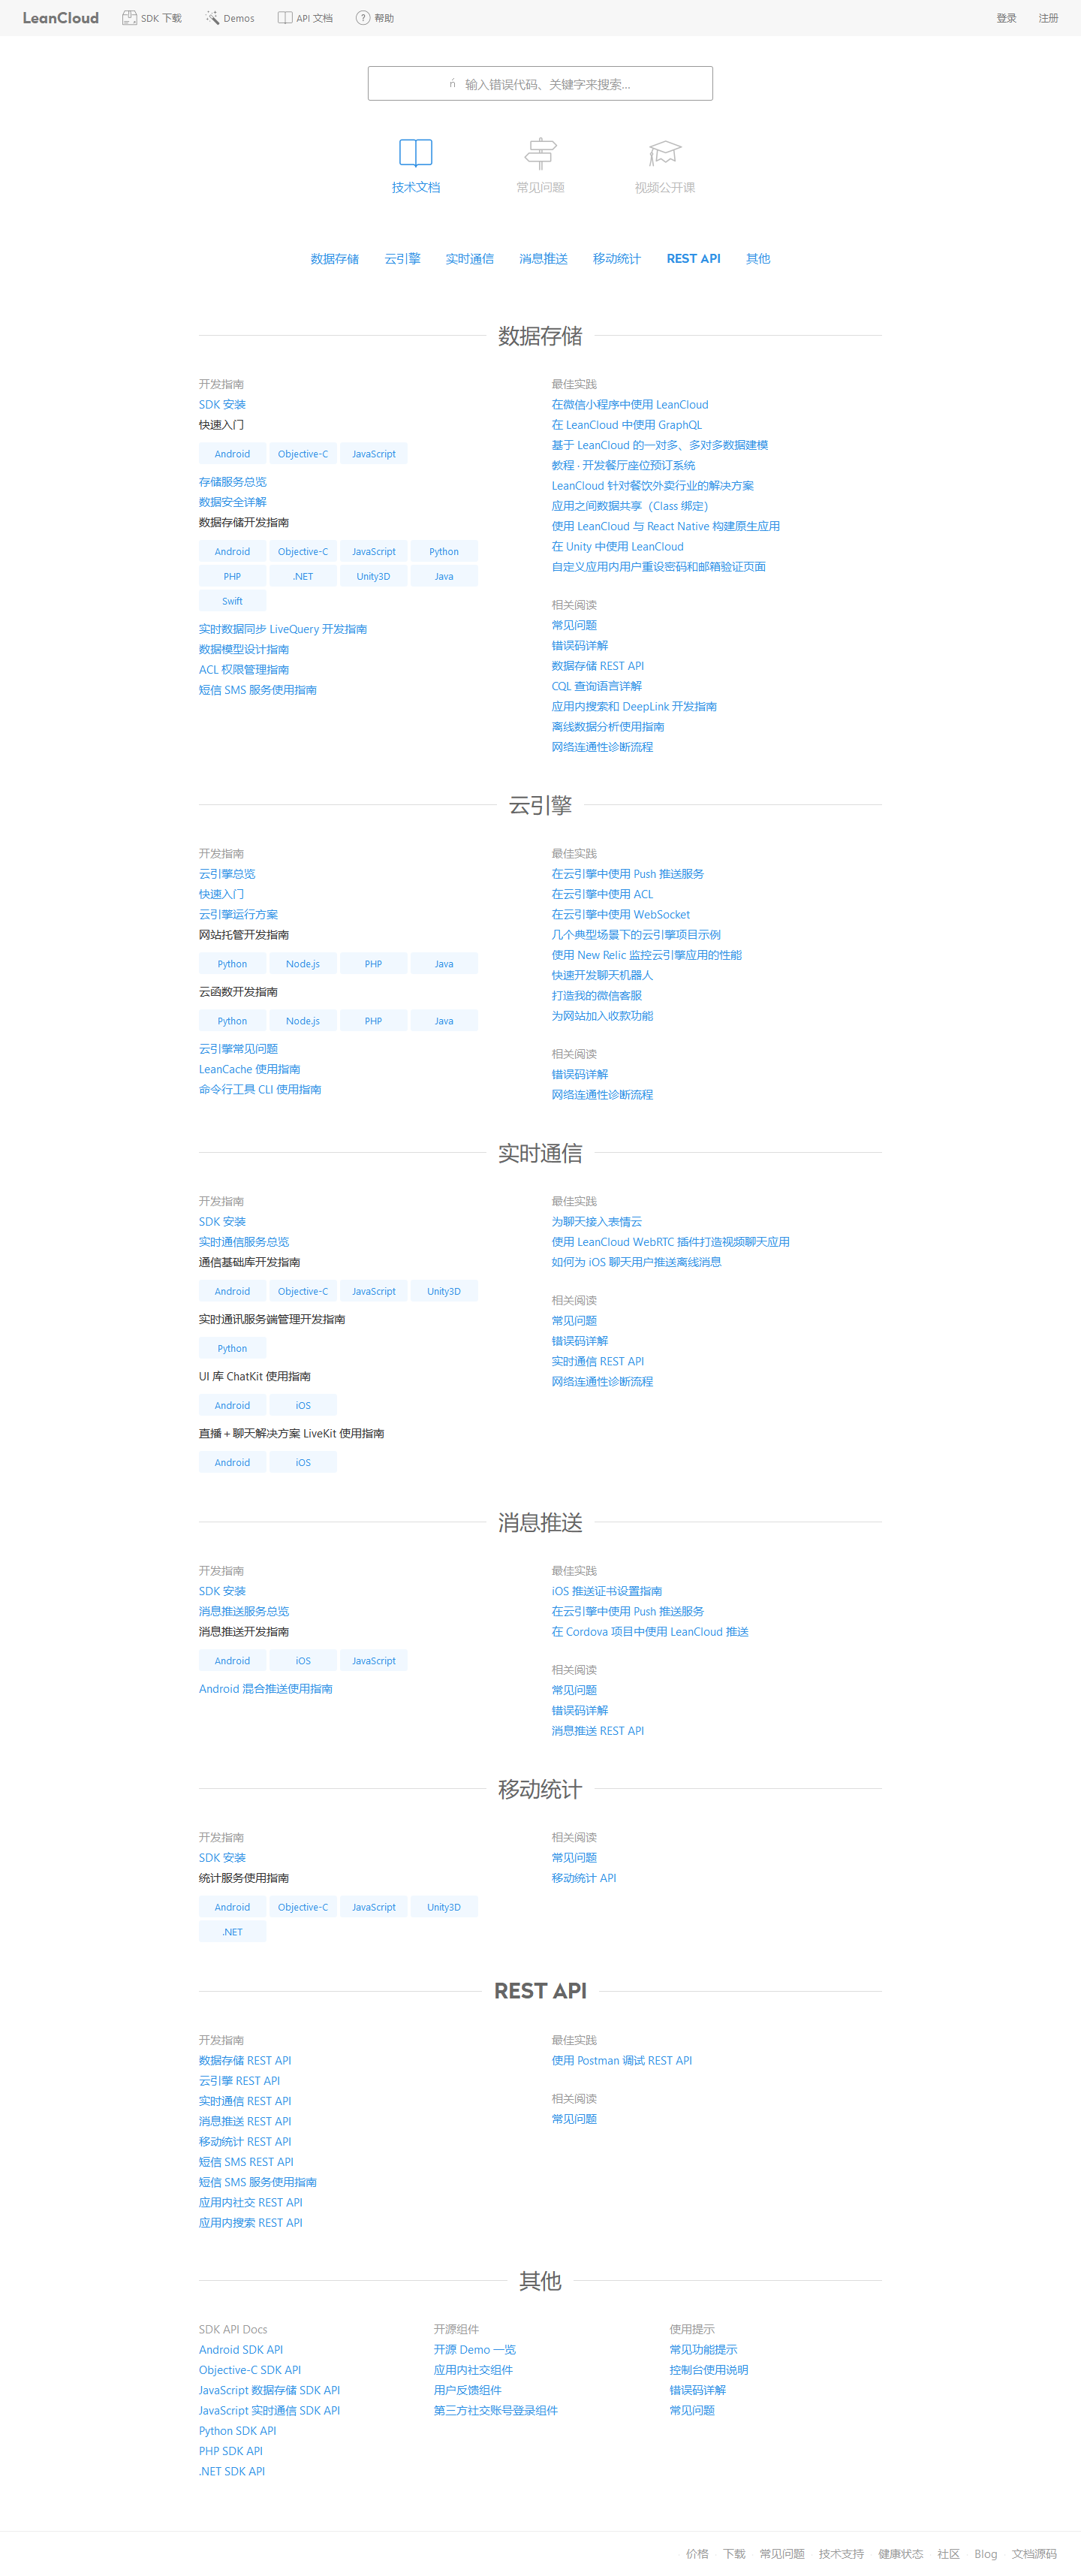 LeanCloud SDK 下载 Demos API 文档 帮助 登录 注册
输入错误代码、关键字来搜索...
技术文档 常见问题 视频公开课
数据存储 云引擎 实时通信 消息推送 移动统计 REST API 其他
数据存储
开发指南
SDK 安装
快速入门
Android Objective-C JavaScript
存储服务总览
数据安全详解
数据存储开发指南
Android Objective-C JavaScript Python
PHP .NET Unity3D Java
Swift
实时数据同步 LiveQuery 开发指南
数据模型设计指南
ACL 权限管理指南
短信 SMS 服务使用指南
最佳实践
在微信小程序中使用 LeanCloud
在 LeanCloud 中使用 GraphQL
基于 LeanCloud 的一对多、多对多数据建模
教程 · 开发餐厅座位预订系统
LeanCloud 针对餐饮外卖行业的解决方案
应用之间数据共享（Class 绑定）
使用 LeanCloud 与 React Native 构建原生应用
在 Unity 中使用 LeanCloud
自定义应用内用户重设密码和邮箱验证页面
相关阅读
常见问题
错误码详解
数据存储 REST API
CQL 查询语言详解
应用内搜索和 DeepLink 开发指南
离线数据分析使用指南
网络连通性诊断流程
云引擎
开发指南
云引擎总览
快速入门
云引擎运行方案
网站托管开发指南
Python Node.js PHP Java
云函数开发指南
Python Node.js PHP Java
云引擎常见问题
LeanCache 使用指南
命令行工具 CLI 使用指南
最佳实践
在云引擎中使用 Push 推送服务
在云引擎中使用 ACL
在云引擎中使用 WebSocket
几个典型场景下的云引擎项目示例
使用 New Relic 监控云引擎应用的性能
快速开发聊天机器人
打造我的微信客服
为网站加入收款功能
相关阅读
错误码详解
网络连通性诊断流程
实时通信
开发指南
SDK 安装
实时通信服务总览
通信基础库开发指南
Android Objective-C JavaScript Unity3D
实时通讯服务端管理开发指南
Python
UI 库 ChatKit 使用指南
Android iOS
直播 + 聊天解决方案 LiveKit 使用指南
Android iOS
最佳实践
为聊天接入表情云
使用 LeanCloud WebRTC 插件打造视频聊天应用
如何为 iOS 聊天用户推送离线消息
相关阅读
常见问题
错误码详解
实时通信 REST API
网络连通性诊断流程
消息推送
开发指南
SDK 安装
消息推送服务总览
消息推送开发指南
Android iOS JavaScript
Android 混合推送使用指南
最佳实践
iOS 推送证书设置指南
在云引擎中使用 Push 推送服务
在 Cordova 项目中使用 LeanCloud 推送
相关阅读
常见问题
错误码详解
消息推送 REST API
移动统计
开发指南
SDK 安装
统计服务使用指南
Android Objective-C JavaScript Unity3D
.NET
相关阅读
常见问题
移动统计 API
REST API
开发指南
数据存储 REST API
云引擎 REST API
实时通信 REST API
消息推送 REST API
移动统计 REST API
短信 SMS REST API
短信 SMS 服务使用指南
应用内社交 REST API
应用内搜索 REST API
最佳实践
使用 Postman 调试 REST API
相关阅读
常见问题
其他
SDK API Docs
Android SDK API
Objective-C SDK API
JavaScript 数据存储 SDK API
JavaScript 实时通信 SDK API
Python SDK API
PHP SDK API
.NET SDK API
开源组件
开源 Demo 一览
应用内社交组件
用户反馈组件
第三方社交账号登录组件
使用提示
常见功能提示
控制台使用说明
错误码详解
常见问题
价格 下载 常见问题 技术支持 健康状态 社区 Blog 文档源码